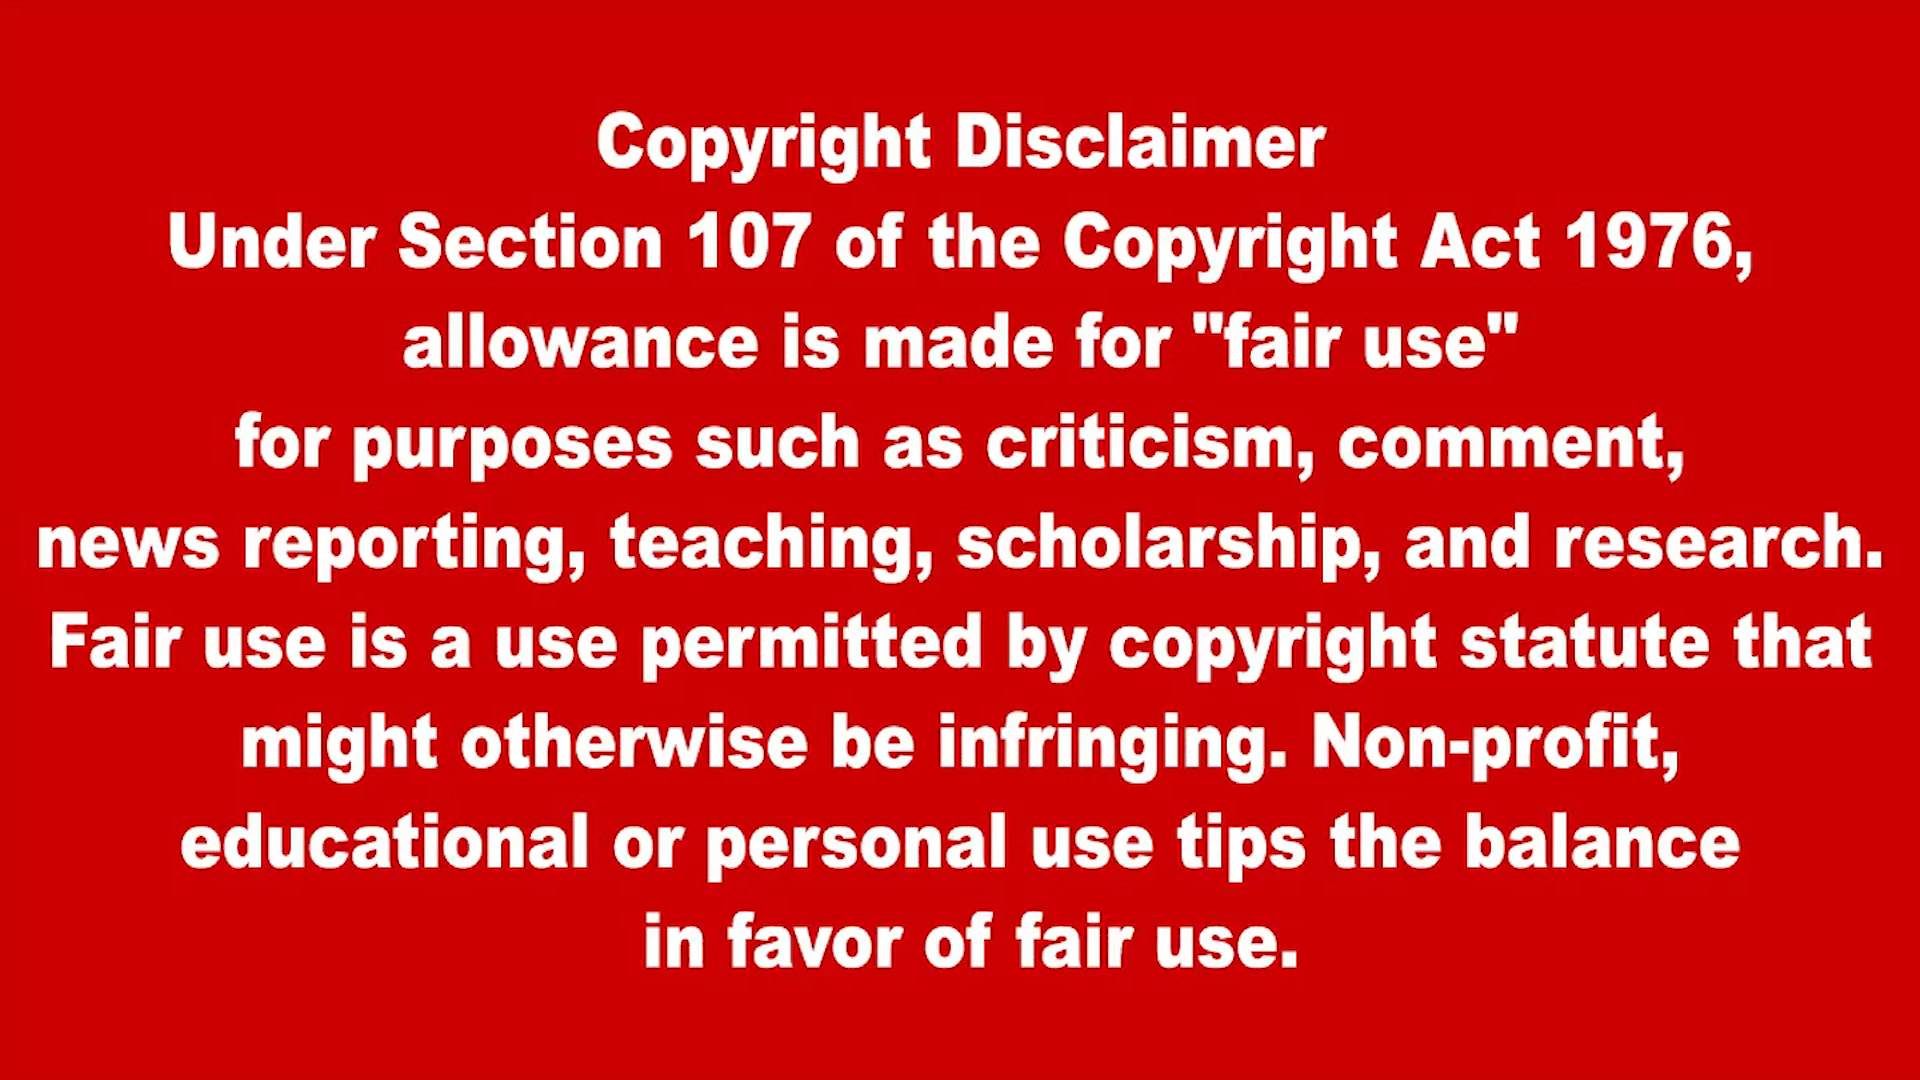 Copyright Disclaimer
Under Section 107 of the Copyright Act 1976,
allowance is made for "fair use"
for purposes such as criticism, comment,
news reporting, teaching, scholarship, and research.
Fair use is a use permitted by copyright statute that
might otherwise be infringing. Non-profit,
educational or personal use tips the balance
in favor of fair use.